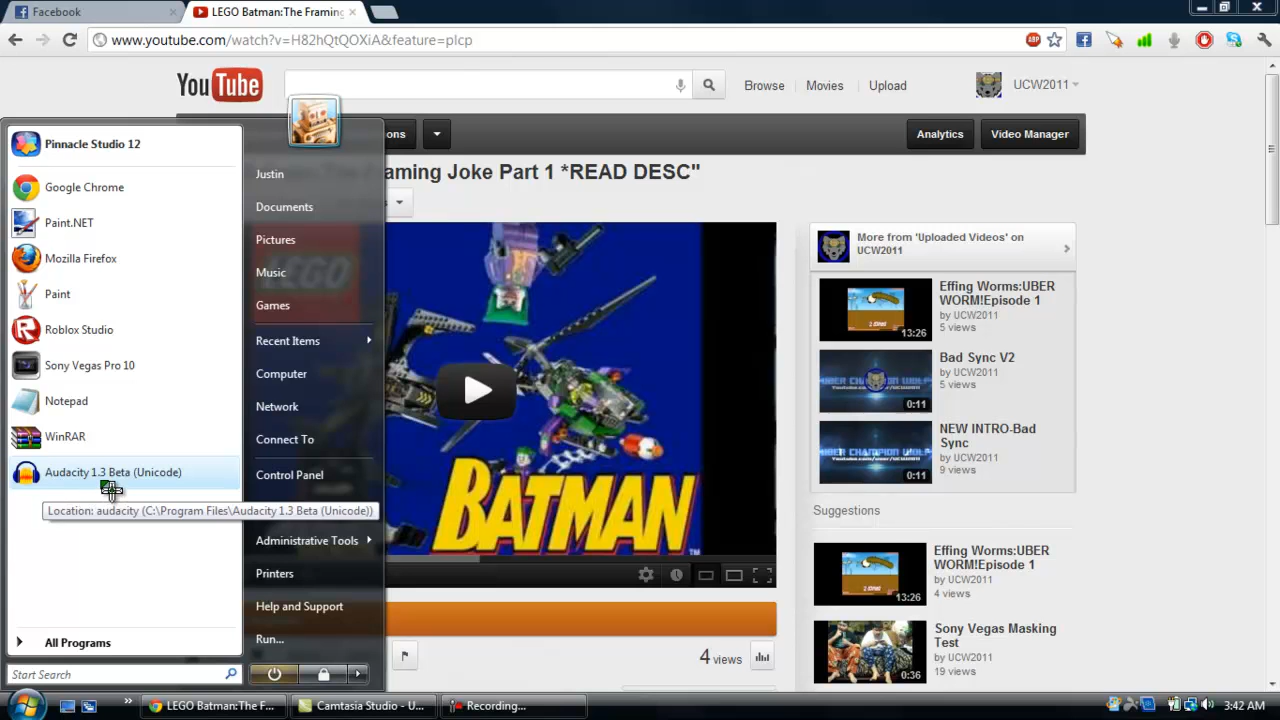 Facebook
LEGO Batman:The Framing
www.youtube.com/watch?v=H82hQtQOXiA&feature=plcp
ABP
YouTube
Browse
Movies
Upload
UCW2011
ons
Analytics
Video Manager
aming Joke Part 1 *READ DESC"
Pinnacle Studio 12
Google Chrome
Paint.NET
Mozilla Firefox
Paint
Roblox Studio
Sony Vegas Pro 10
Notepad
WinRAR
Audacity 1.3 Beta (Unicode)
Location: audacity (C:\Program Files\Audacity 1.3 Beta (Unicode))
All Programs
Start Search
Justin
Documents
Pictures
Music
Games
Recent Items
Computer
Network
Connect To
Control Panel
Administrative Tools
Printers
Help and Support
Run...
LEGO
BATMAN
TM
4 views
More from 'Uploaded Videos' on
UCW2011
Effing Worms:UBER
WORM!Episode 1
by UCW2011
5 views
13:26
Bad Sync V2
by UCW2011
5 views
0:11
NEW INTRO-Bad
Sync
by UCW2011
9 views
0:11
Suggestions
Effing Worms:UBER
WORM!Episode 1
by UCW2011
4 views
13:26
Sony Vegas Masking
Test
by UCW2011
19 views
0:36
LEGO Batman:The F...
Camtasia Studio - U...
Recording...
3:42 AM